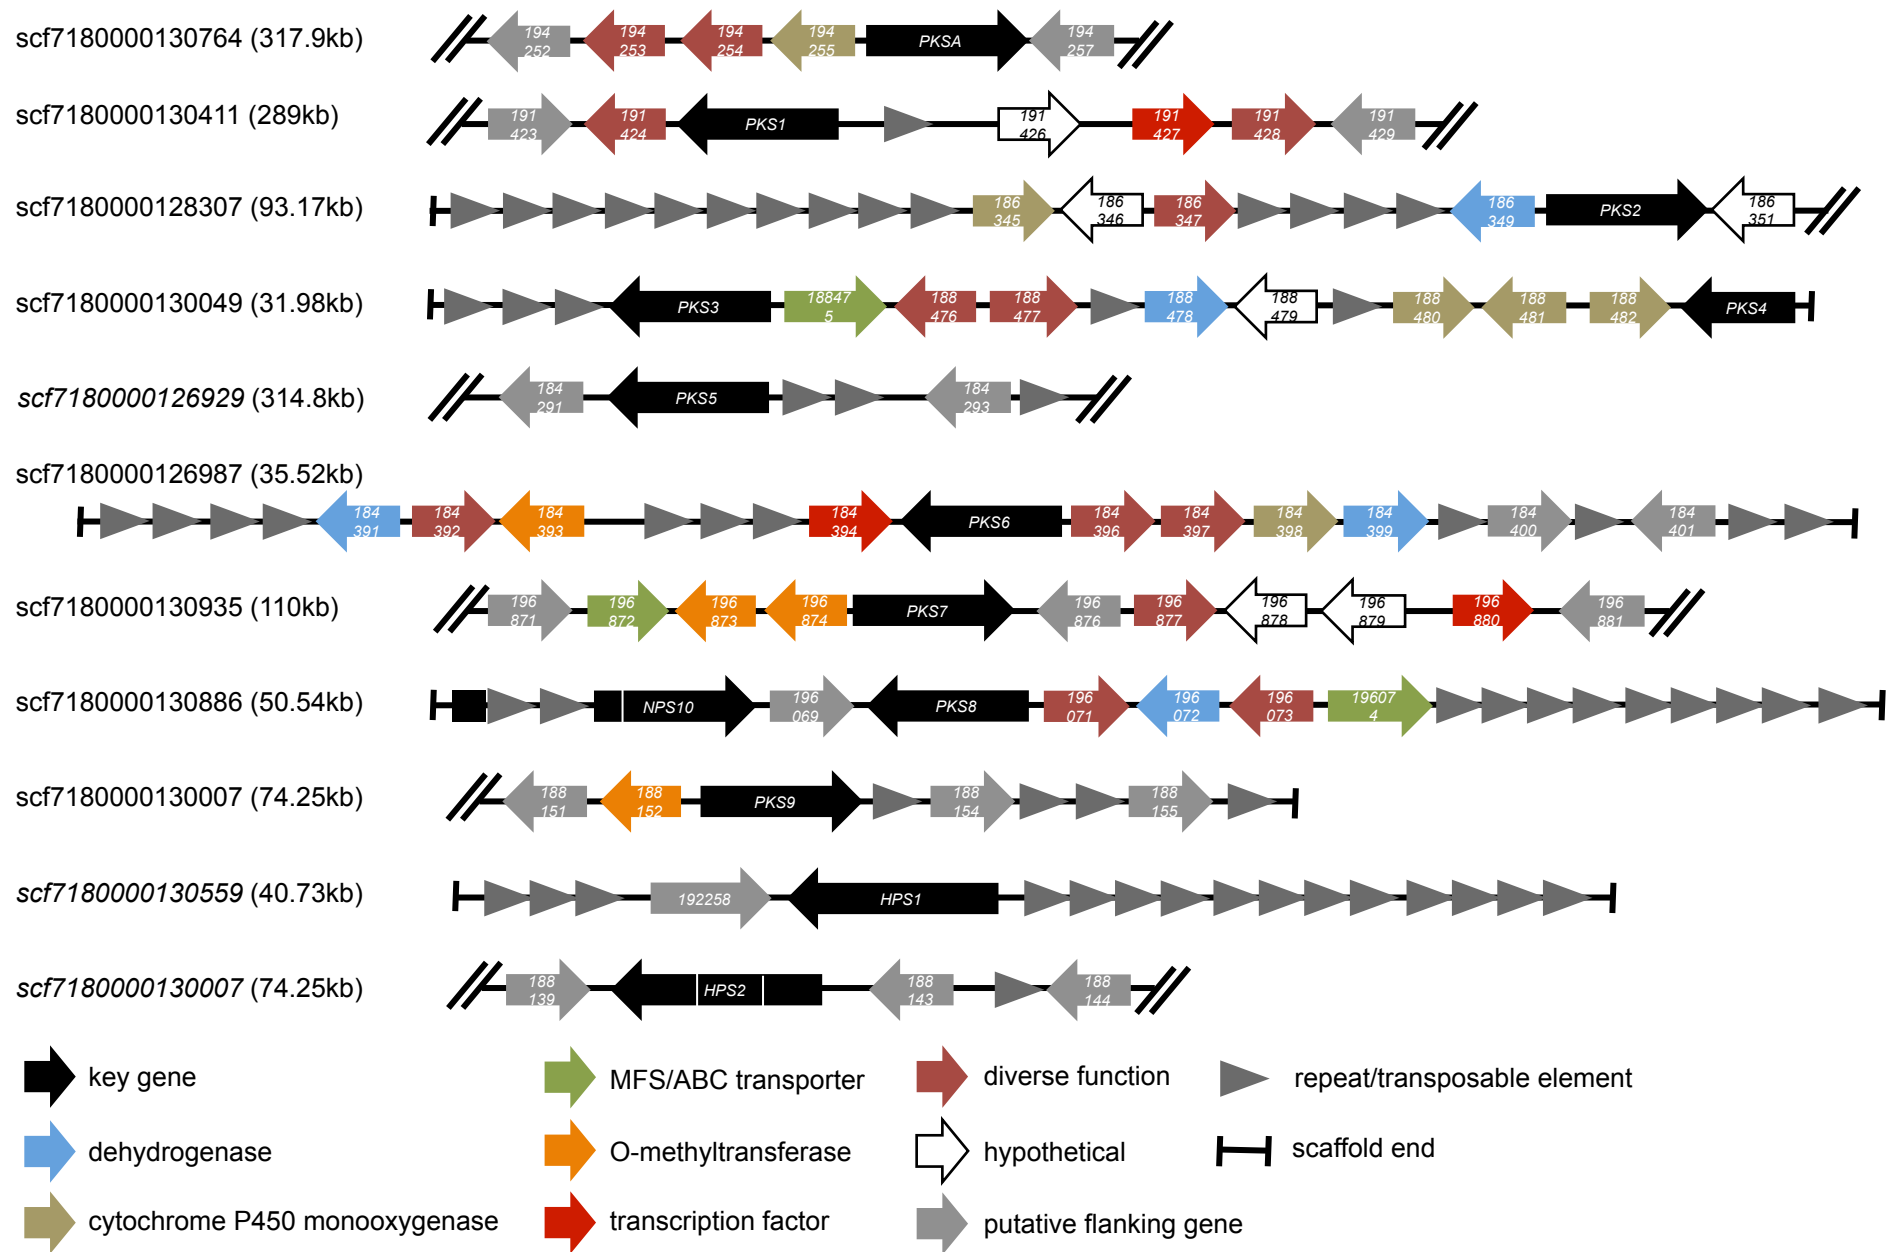 scf7180000130764 (317.9kb)
194 252
194 253
194 254
194 255
PKSA
194 257
scf7180000130411 (289kb)
191 423
191 424
PKS1
191 426
191 427
191 428
191 429
scf7180000128307 (93.17kb)
186 345
186 346
186 347
186 349
PKS2
186 351
scf7180000130049 (31.98kb)
PKS3
18847 5
188 476
188 477
188 478
188 479
188 480
188 481
188 482
PKS4
scf7180000126929 (314.8kb)
184 291
PKS5
184 293
scf7180000126987 (35.52kb)
184 391
184 392
184 393
184 394
PKS6
184 396
184 397
184 398
184 399
184 400
184 401
scf7180000130935 (110kb)
196 871
196 872
196 873
196 874
PKS7
196 876
196 877
196 878
196 879
196 880
196 881
scf7180000130886 (50.54kb)
NPS10
196 069
PKS8
196 071
196 072
196 073
19607 4
scf7180000130007 (74.25kb)
188 151
188 152
PKS9
188 154
188 155
scf7180000130559 (40.73kb)
192258
HPS1
scf7180000130007 (74.25kb)
188 139
HPS2
188 143
188 144
key gene
MFS/ABC transporter
diverse function
repeat/transposable element
dehydrogenase
O-methyltransferase
hypothetical
scaffold end
cytochrome P450 monooxygenase
transcription factor
putative flanking gene